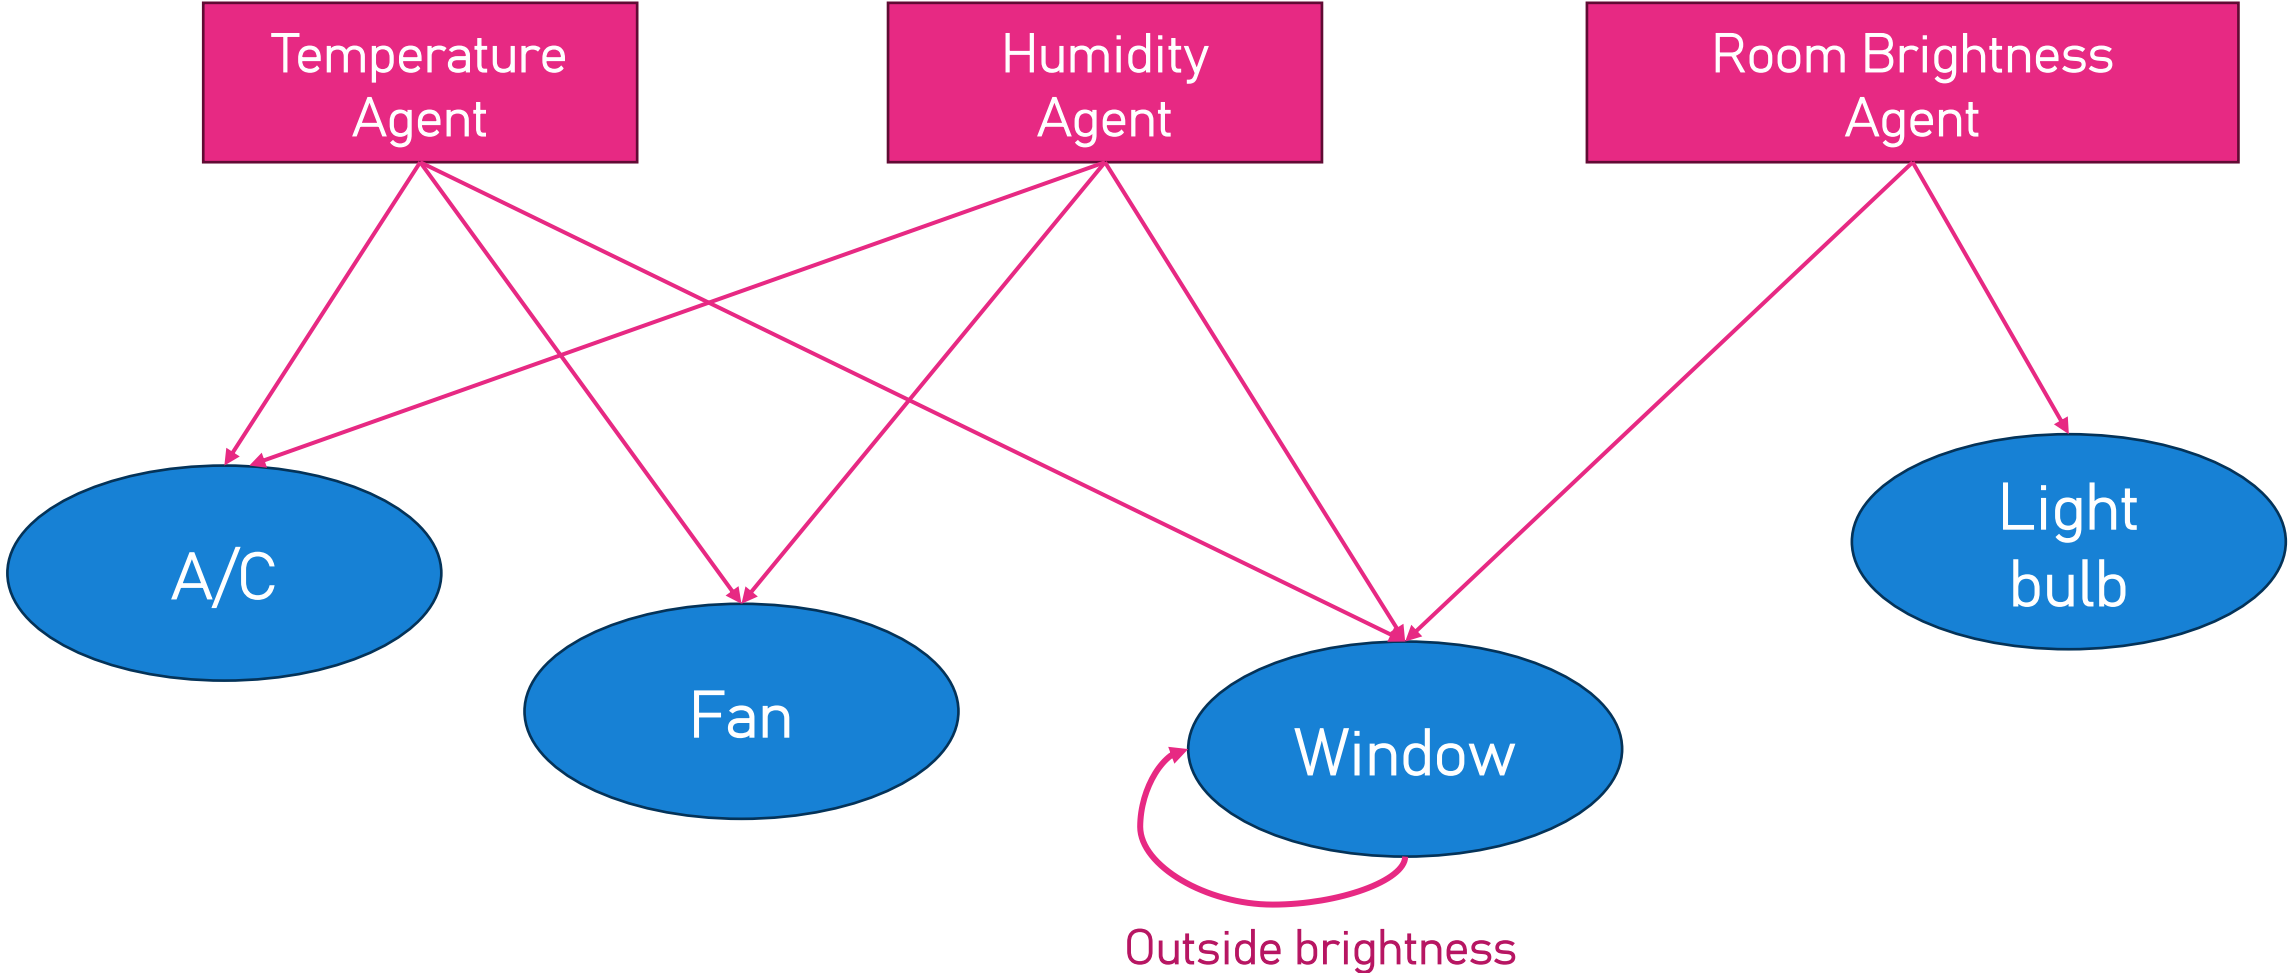 Temperature
Agent
Humidity
Agent
Room Brightness
Agent
A/C
Fan
Window
Light
bulb
Outside brightness